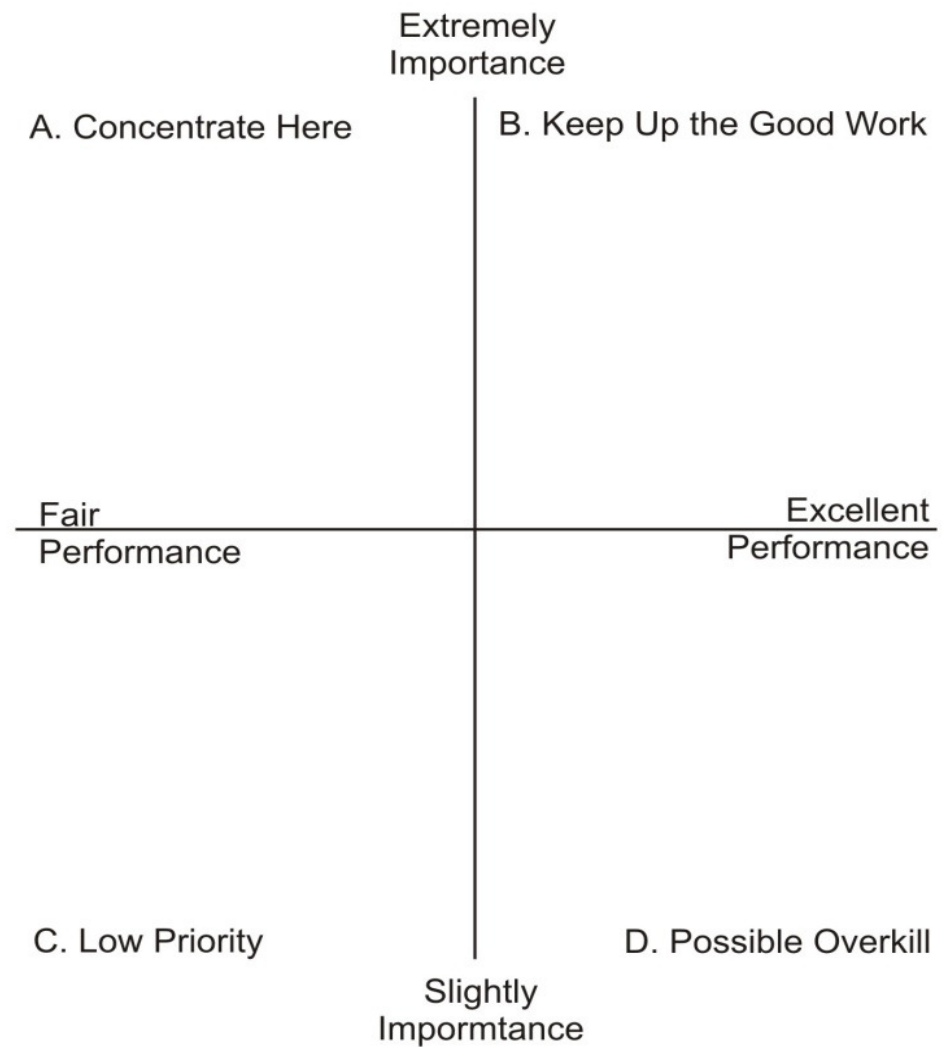 Extremely
Importance
A. Concentrate Here
B. Keep Up the Good Work
Fair
Performance
Excellent
Performance
C. Low Priority
D. Possible Overkill
Slightly
Impormtance